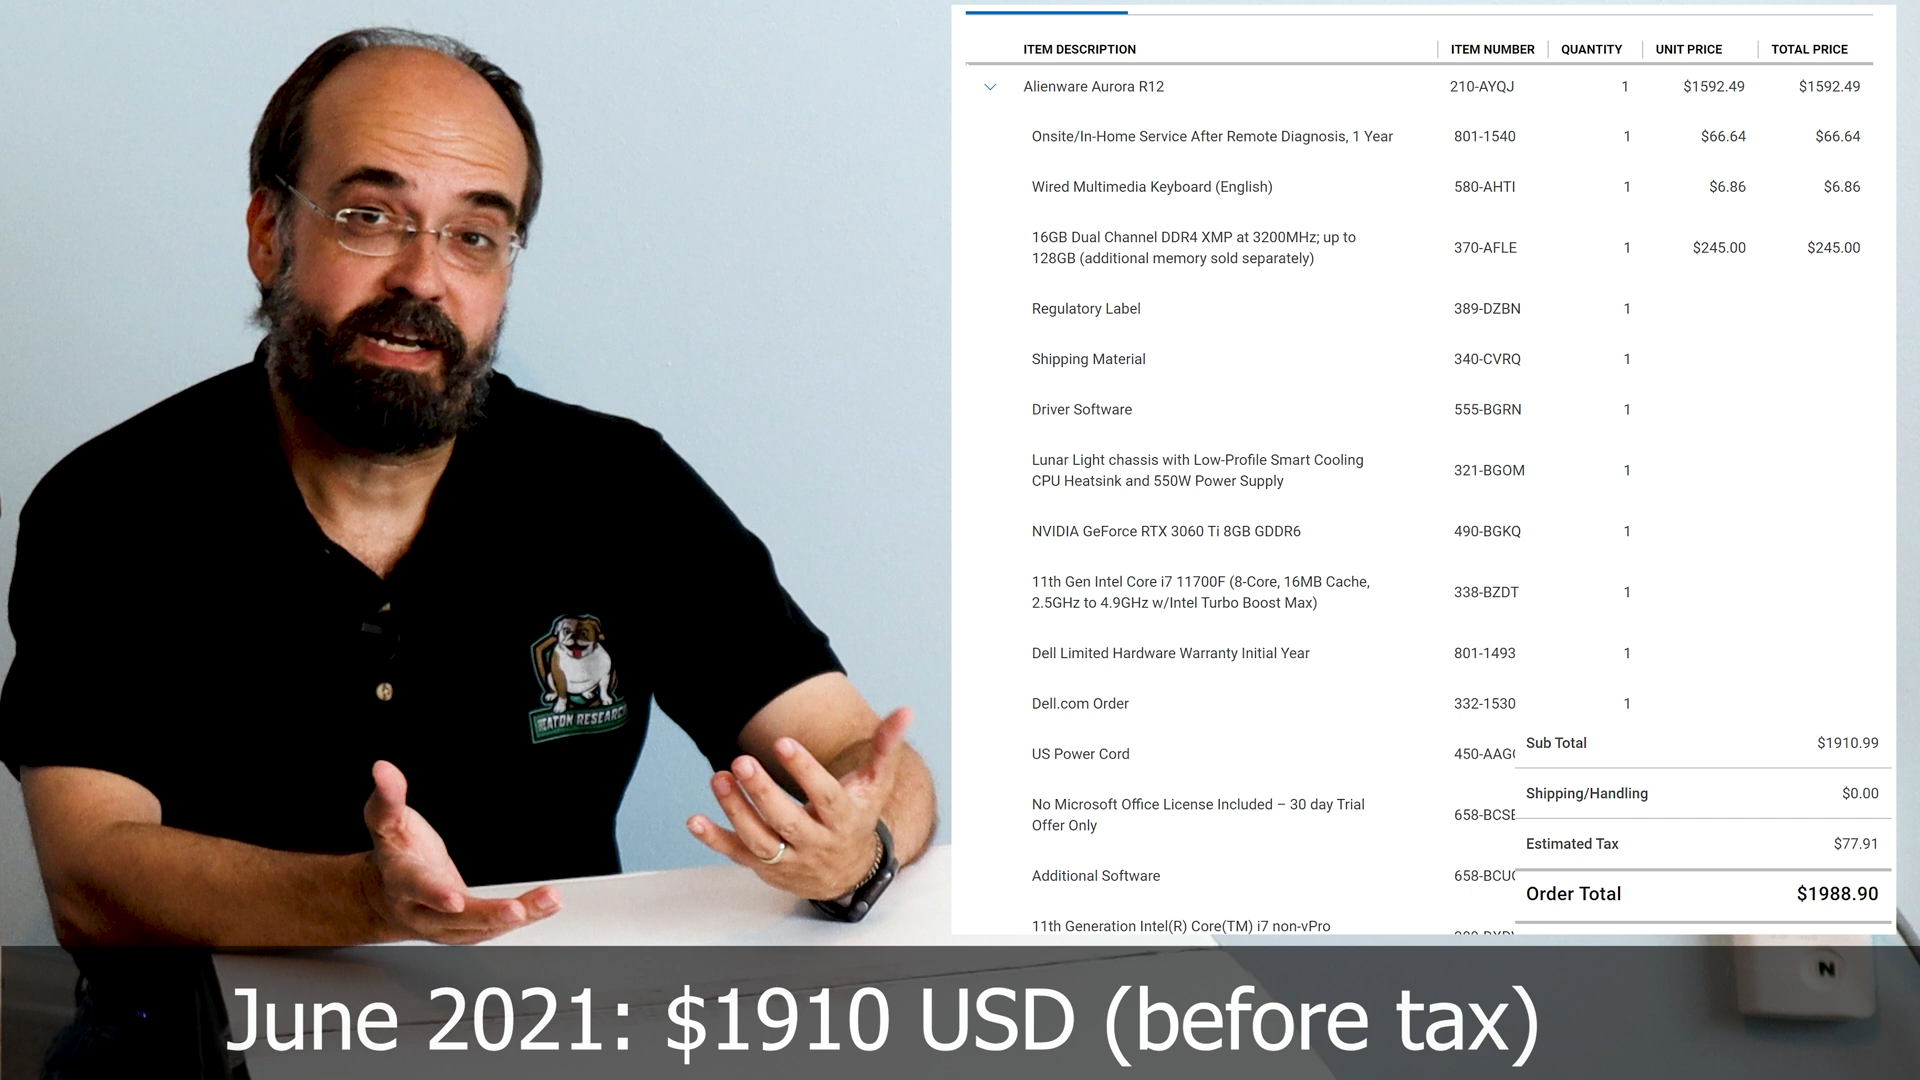 ITEM DESCRIPTION ITEM NUMBER QUANTITY UNIT PRICE TOTAL PRICE
Alienware Aurora R12 210-AYQJ 1 $1592.49 $1592.49
Onsite/In-Home Service After Remote Diagnosis, 1 Year 801-1540 1 $66.64 $66.64
Wired Multimedia Keyboard (English) 580-AHTI 1 $6.86 $6.86
16GB Dual Channel DDR4 XMP at 3200MHz; up to
128GB (additional memory sold separately) 370-AFLE 1 $245.00 $245.00
Regulatory Label 389-DZBN 1
Shipping Material 340-CVRQ 1
Driver Software 555-BGRN 1
Lunar Light chassis with Low-Profile Smart Cooling
CPU Heatsink and 550W Power Supply 321-BGOM 1
NVIDIA GeForce RTX 3060 Ti 8GB GDDR6 490-BGKQ 1
11th Gen Intel Core i7 11700F (8-Core, 16MB Cache,
2.5GHz to 4.9GHz w/Intel Turbo Boost Max) 338-BZDT 1
Dell Limited Hardware Warranty Initial Year 801-1493 1
Dell.com Order 332-1530 1
US Power Cord
No Microsoft Office License Included – 30 day Trial
Offer Only
Additional Software
11th Generation Intel(R) Core(TM) i7 non-vPro
Sub Total $1910.99
Shipping/Handling $0.00
Estimated Tax $77.91
Order Total $1988.90
HEATON RESEARCH
N
June 2021: $1910 USD (before tax)